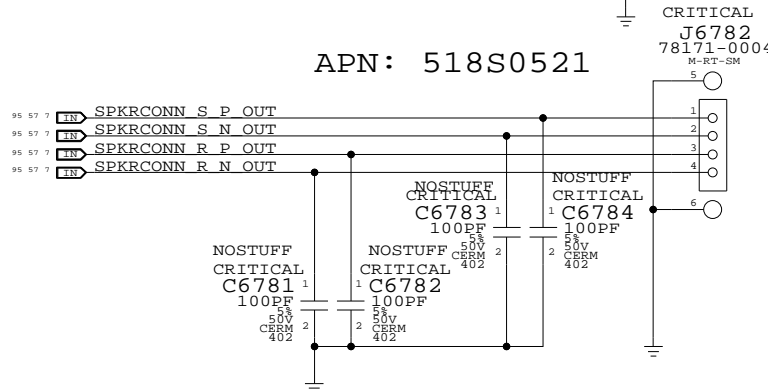 CRITICAL
J6782
78171-0004
M-RT-SM
APN: 518S0521
5
95 57 7 IN SPKRCONN_S_P_OUT 1
95 57 7 IN SPKRCONN_S_N_OUT 2
95 57 7 IN SPKRCONN_R_P_OUT 3
95 57 7 IN SPKRCONN_R_N_OUT 4
6
NOSTUFF
CRITICAL
C6783
100PF
5%
50V
CERM
402
1
2
NOSTUFF
CRITICAL
C6784
100PF
5%
50V
CERM
402
1
2
NOSTUFF
CRITICAL
C6781
100PF
5%
50V
CERM
402
1
2
NOSTUFF
CRITICAL
C6782
100PF
5%
50V
CERM
402
1
2